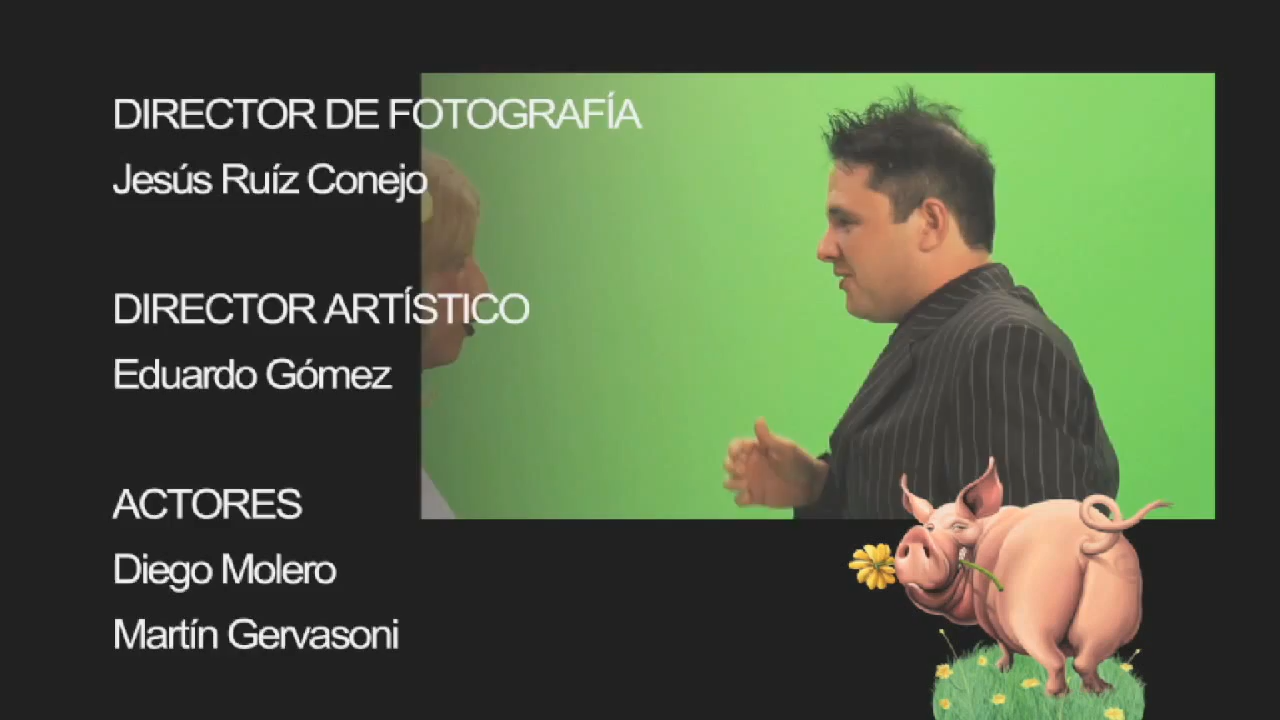 DIRECTOR DE FOTOGRAFÍA
Jesús Ruíz Conejo
DIRECTOR ARTÍSTICO
Eduardo Gómez
ACTORES
Diego Molero
Martín Gervasoni